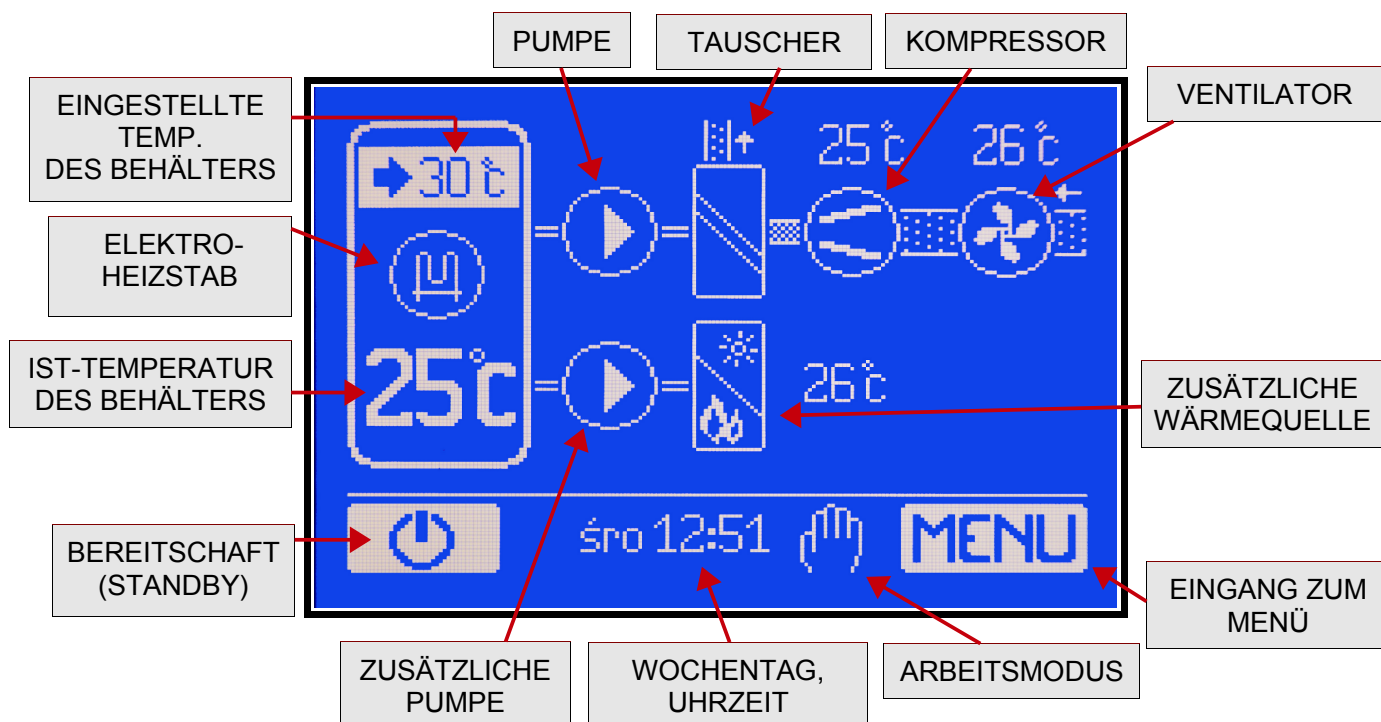 PUMPE
TAUSCHER
KOMPRESSOR
VENTILATOR
EINGESTELLTE
TEMP.
DES BEHÄLTERS
ELEKTRO-
HEIZSTAB
IST-TEMPERATUR
DES BEHÄLTERS
BEREITSCHAFT
(STANDBY)
30°C
25°C
25°C
26°C
26°C
śro 12:51
MENU
ZUSÄTZLICHE
WÄRMEQUELLE
EINGANG ZUM
MENÜ
ZUSÄTZLICHE
PUMPE
WOCHENTAG,
UHRZEIT
ARBEITSMODUS